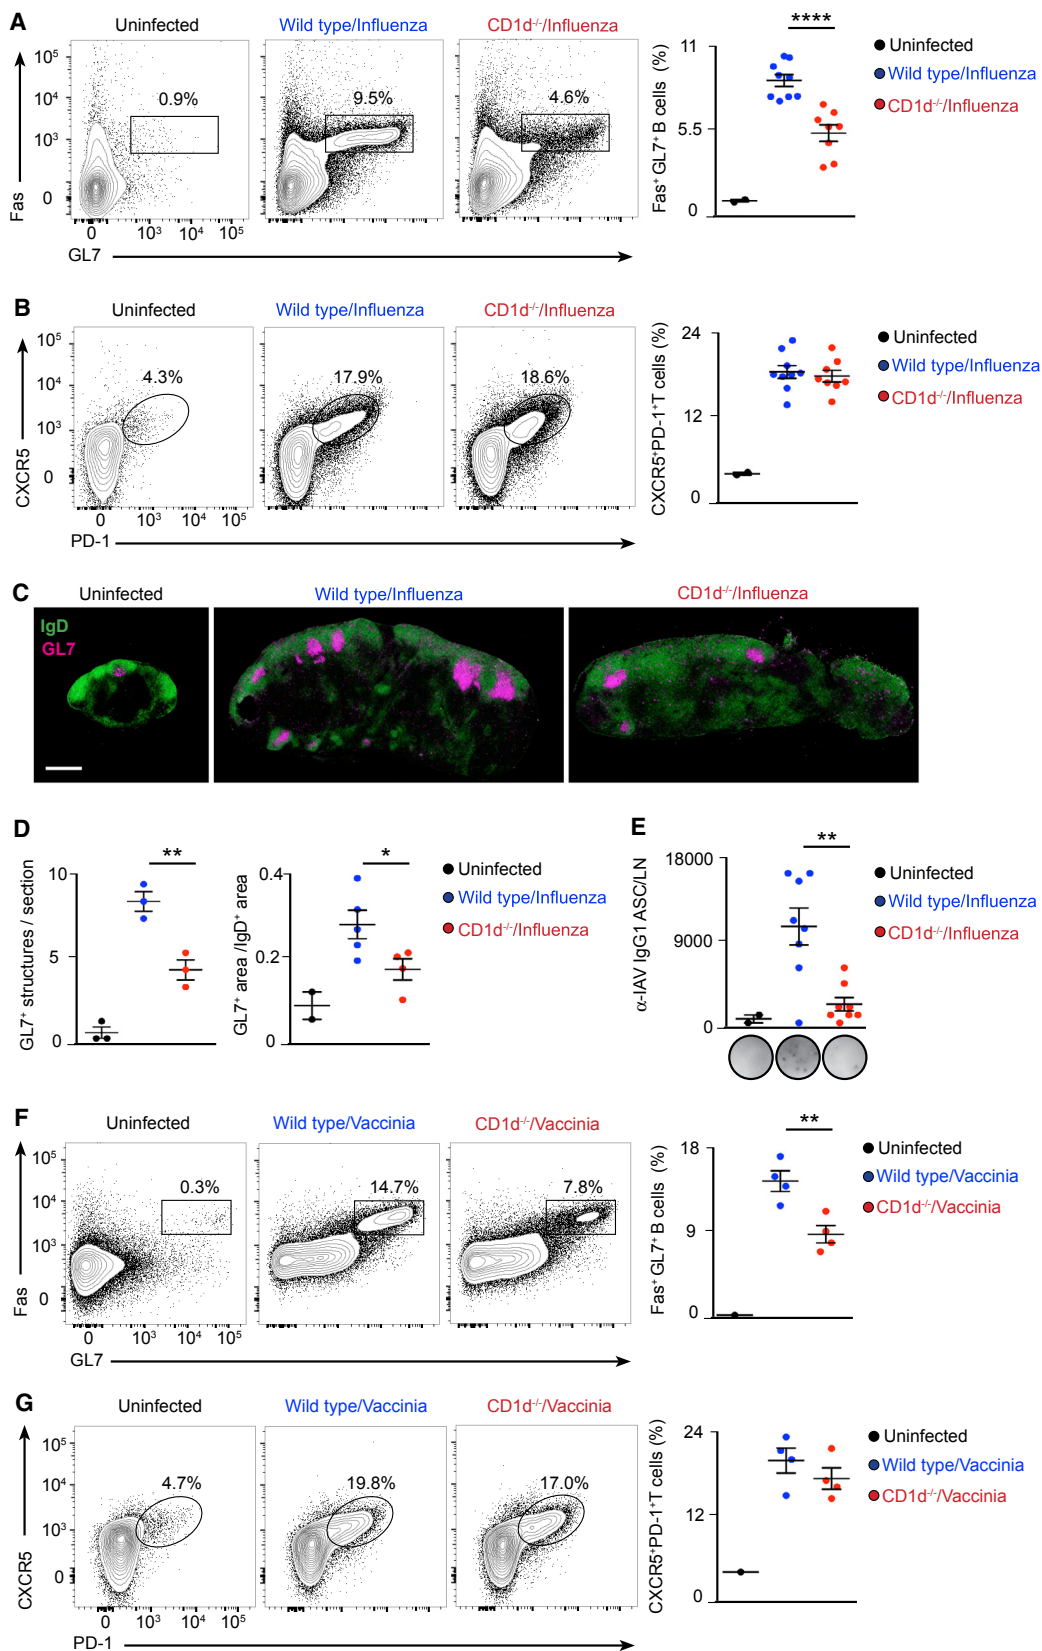 A
Uninfected
Wild type/Influenza
CD1d-/-/Influenza
****
10⁵
10⁴
10³
0
Fas
0.9%
9.5%
4.6%
0
10³
10⁴
10⁵
GL7
Fas⁺ GL7⁺ B cells (%)
11
5.5
0
Uninfected
Wild type/Influenza
CD1d-/-/Influenza
B
Uninfected
Wild type/Influenza
CD1d-/-/Influenza
10⁵
10⁴
10³
0
CXCR5
4.3%
17.9%
18.6%
0
10³
10⁴
10⁵
PD-1
CXCR5⁺PD-1⁺T cells (%)
24
12
0
Uninfected
Wild type/Influenza
CD1d-/-/Influenza
C
Uninfected
Wild type/Influenza
CD1d-/-/Influenza
IgD
GL7
D
GL7⁺ structures / section
10
5
0
**
GL7⁺ area /IgD⁺ area
0.4
0.2
0
*
Uninfected
Wild type/Influenza
CD1d-/-/Influenza
E
α-IAV IgG1 ASC/LN
18000
9000
0
**
Uninfected
Wild type/Influenza
CD1d-/-/Influenza
F
Uninfected
Wild type/Vaccinia
CD1d-/-/Vaccinia
10⁵
10⁴
10³
0
Fas
0.3%
14.7%
7.8%
0
10³
10⁴
10⁵
GL7
Fas⁺ GL7⁺ B cells (%)
18
9
0
**
Uninfected
Wild type/Vaccinia
CD1d-/-/Vaccinia
G
Uninfected
Wild type/Vaccinia
CD1d-/-/Vaccinia
10⁵
10⁴
10³
0
CXCR5
4.7%
19.8%
17.0%
0
10³
10⁴
10⁵
PD-1
CXCR5⁺PD-1⁺T cells (%)
24
12
0
Uninfected
Wild type/Vaccinia
CD1d-/-/Vaccinia